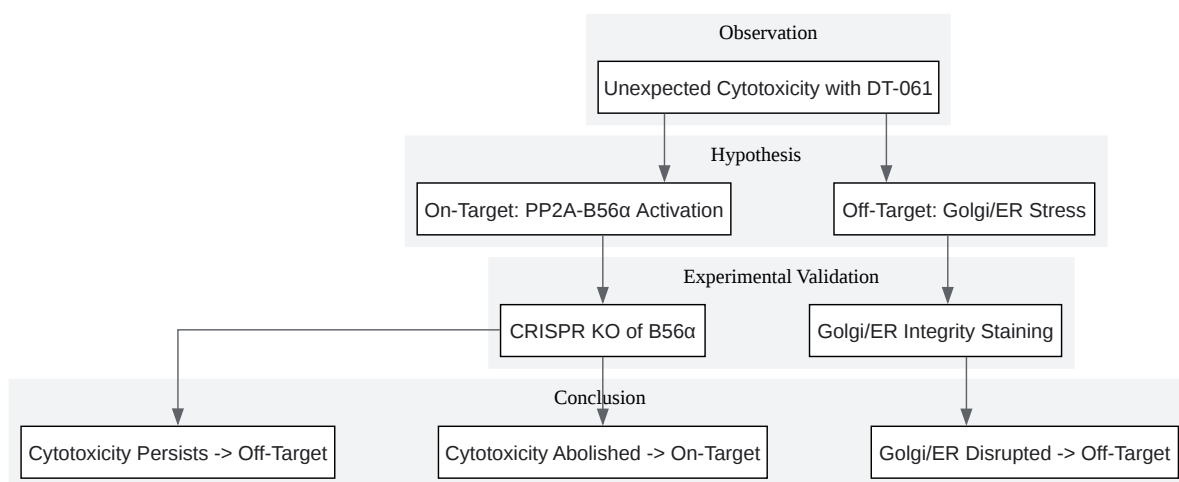 Observation
Unexpected Cytotoxicity with DT-061
Hypothesis
On-Target: PP2A-B56α Activation
Off-Target: Golgi/ER Stress
Experimental Validation
CRISPR KO of B56α
Golgi/ER Integrity Staining
Conclusion
Cytotoxicity Persists -> Off-Target
Cytotoxicity Abolished -> On-Target
Golgi/ER Disrupted -> Off-Target